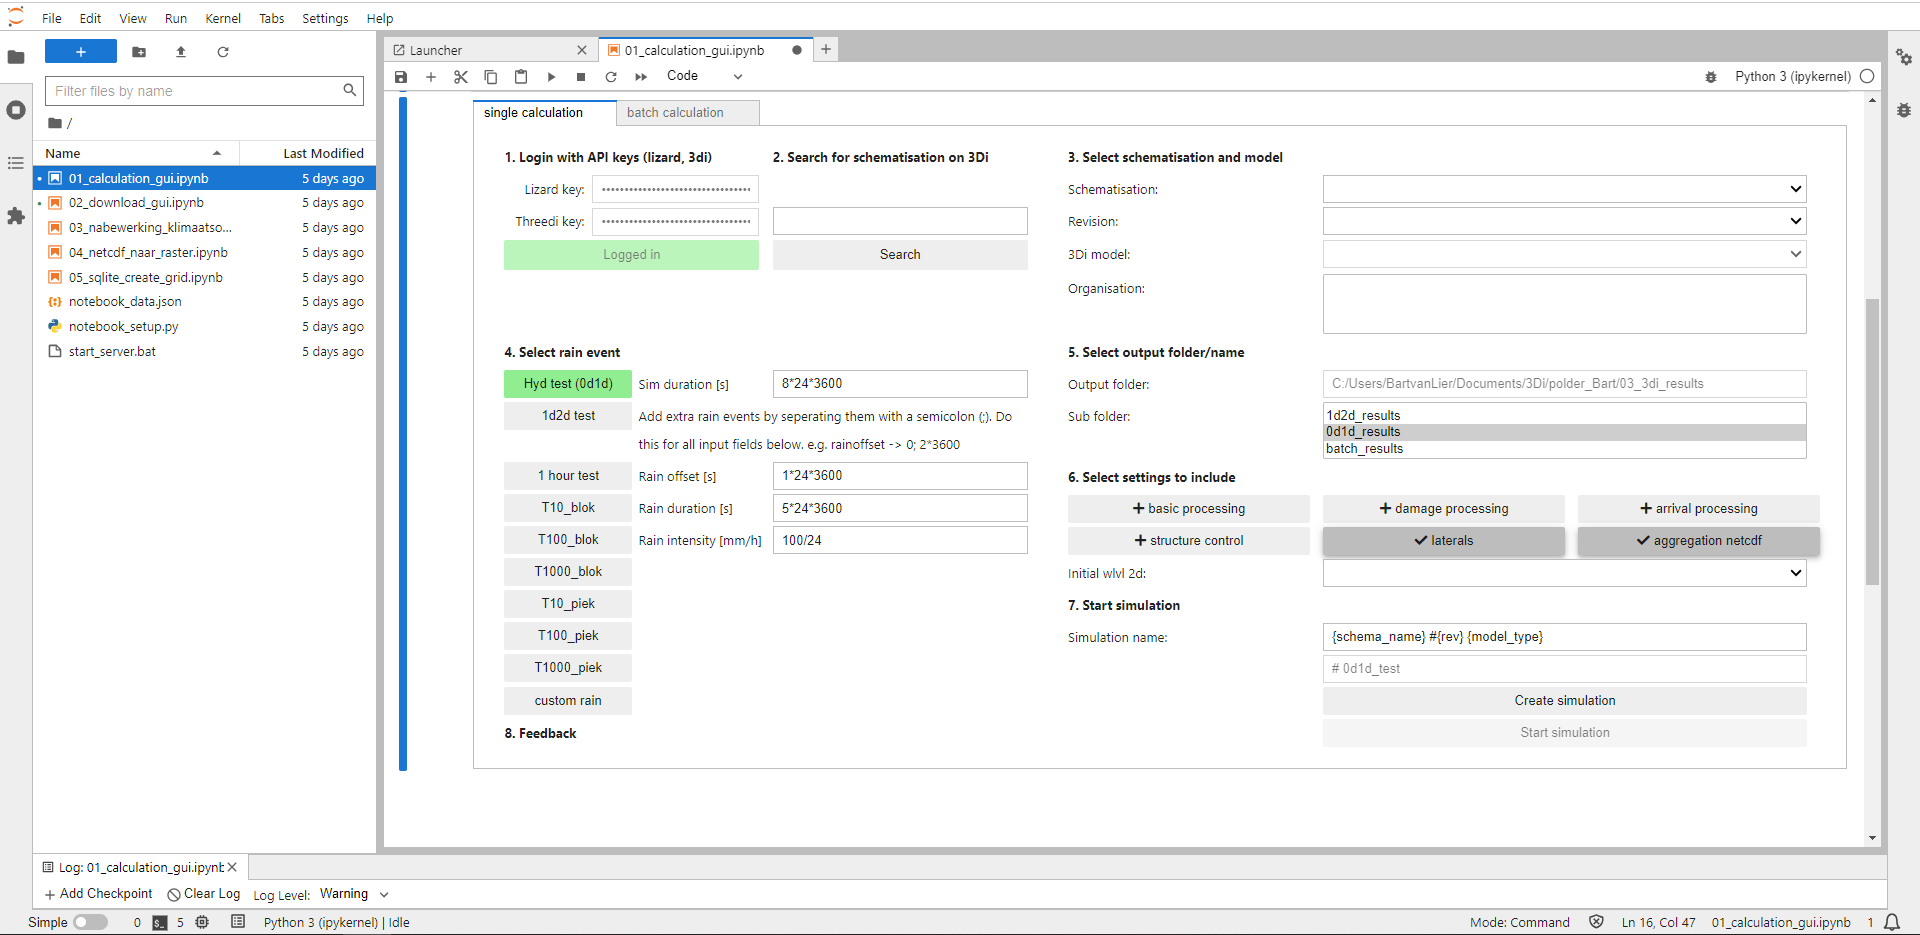 File Edit View Run Kernel Tabs Settings Help
Filter files by name
/
Name Last Modified
01_calculation_gui.ipynb 5 days ago
02_download_gui.ipynb 5 days ago
03_nabewerking_klimaatso... 5 days ago
04_netcdf_naar_raster.ipynb 5 days ago
05_sqlite_create_grid.ipynb 5 days ago
notebook_data.json 5 days ago
notebook_setup.py 5 days ago
start_server.bat 5 days ago
Launcher
01_calculation_gui.ipynb
Code
Python 3 (ipykernel)
single calculation
batch calculation
1. Login with API keys (lizard, 3di)
Lizard key:
Threedi key:
Logged in
2. Search for schematisation on 3Di
Search
3. Select schematisation and model
Schematisation:
Revision:
3Di model:
Organisation:
4. Select rain event
Hyd test (0d1d) Sim duration [s] 8*24*3600
1d2d test Add extra rain events by seperating them with a semicolon (;). Do
this for all input fields below. e.g. rainoffset -> 0; 2*3600
1 hour test Rain offset [s] 1*24*3600
T10_blok Rain duration [s] 5*24*3600
T100_blok Rain intensity [mm/h] 100/24
T1000_blok
T10_piek
T100_piek
T1000_piek
custom rain
5. Select output folder/name
Output folder: C:/Users/BartvanLier/Documents/3Di/polder_Bart/03_3di_results
Sub folder: 1d2d_results
0d1d_results
batch_results
6. Select settings to include
basic processing damage processing arrival processing
structure control laterals aggregation netcdf
Initial wlvl 2d:
7. Start simulation
Simulation name: {schema_name} #{rev} {model_type}
# 0d1d_test
Create simulation
Start simulation
8. Feedback
Log: 01_calculation_gui.ipynb
Add Checkpoint Clear Log Log Level: Warning
Simple 0 5 Python 3 (ipykernel) | Idle Mode: Command Ln 16, Col 47 01_calculation_gui.ipynb 1